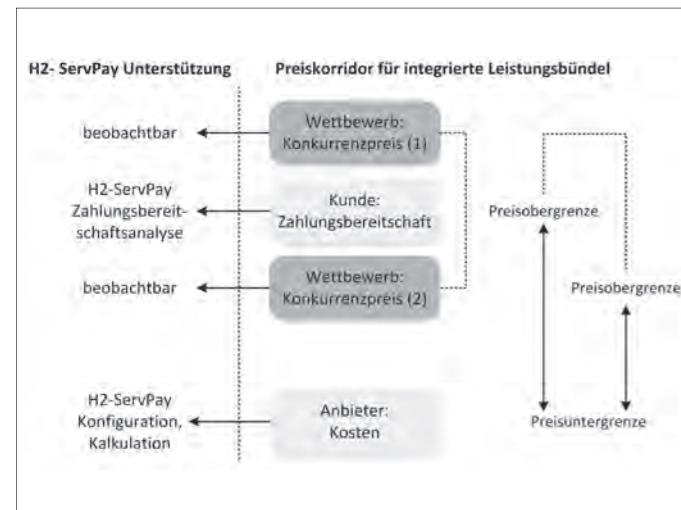 H2- ServPay Unterstützung
Preiskorridor für integrierte Leistungsbündel
beobachtbar
Wettbewerb:
Konkurrenzpreis (1)
H2-ServPay
Zahlungsbereit-
schaftsanalyse
Kunde:
Zahlungsbereitschaft
Preisobergrenze
beobachtbar
Wettbewerb:
Konkurrenzpreis (2)
Preisobergrenze
H2-ServPay
Konfiguration,
Kalkulation
Anbieter:
Kosten
Preisuntergrenze